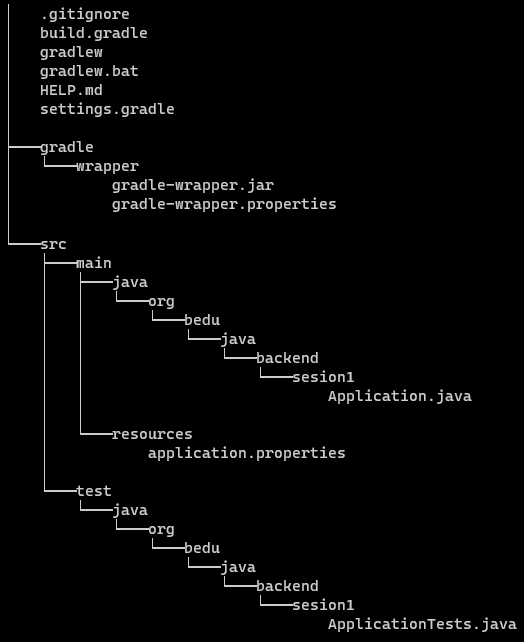 .gitignore
build.gradle
gradlew
gradlew.bat
HELP.md
settings.gradle
gradle
wrapper
gradle-wrapper.jar
gradle-wrapper.properties
src
main
java
org
bedu
java
backend
sesion1
Application.java
resources
application.properties
test
java
org
bedu
java
backend
sesion1
ApplicationTests.java